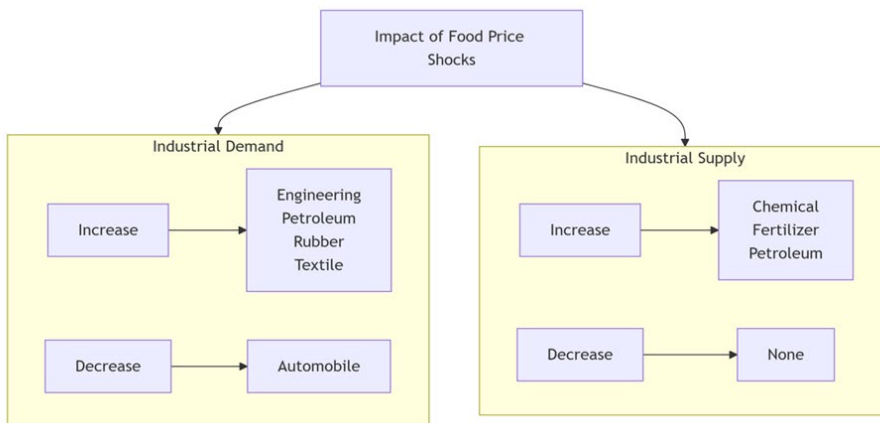 Impact of Food Price
Shocks
Industrial Demand
Increase
Engineering
Petroleum
Rubber
Textile
Decrease
Automobile
Industrial Supply
Increase
Chemical
Fertilizer
Petroleum
Decrease
None